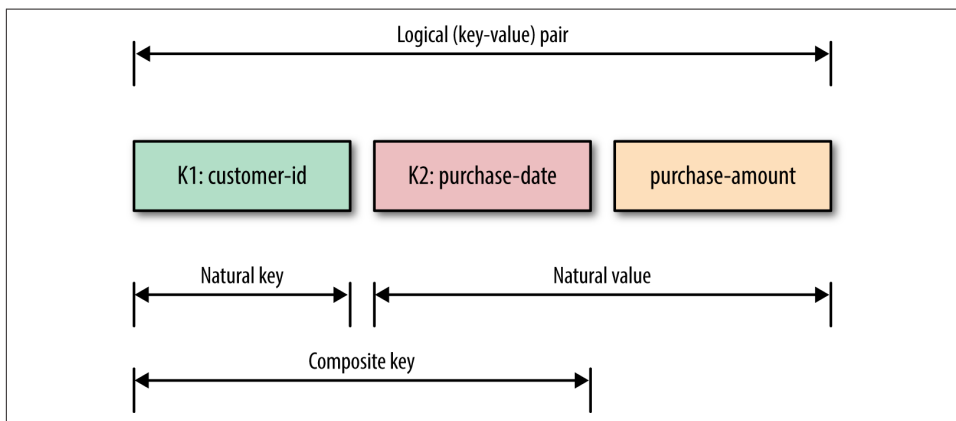 Logical (key-value) pair
K1: customer-id
K2: purchase-date
purchase-amount
Natural key
Natural value
Composite key